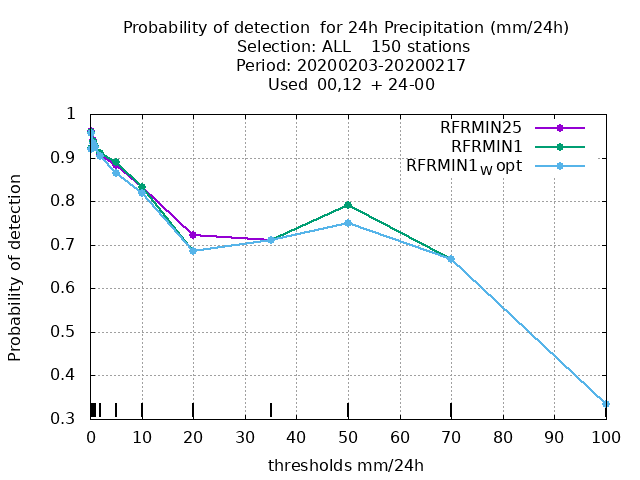 Probability of detection  for 24h Precipitation (mm/24h)
Selection: ALL    150 stations
Period: 20200203-20200217
Used  00,12  + 24-00
RFRMIN25
RFRMIN1
RFRMIN1W opt
1
0.9
0.8
0.7
0.6
0.5
0.4
0.3
Probability of detection
0 10 20 30 40 50 60 70 80 90 100
thresholds mm/24h